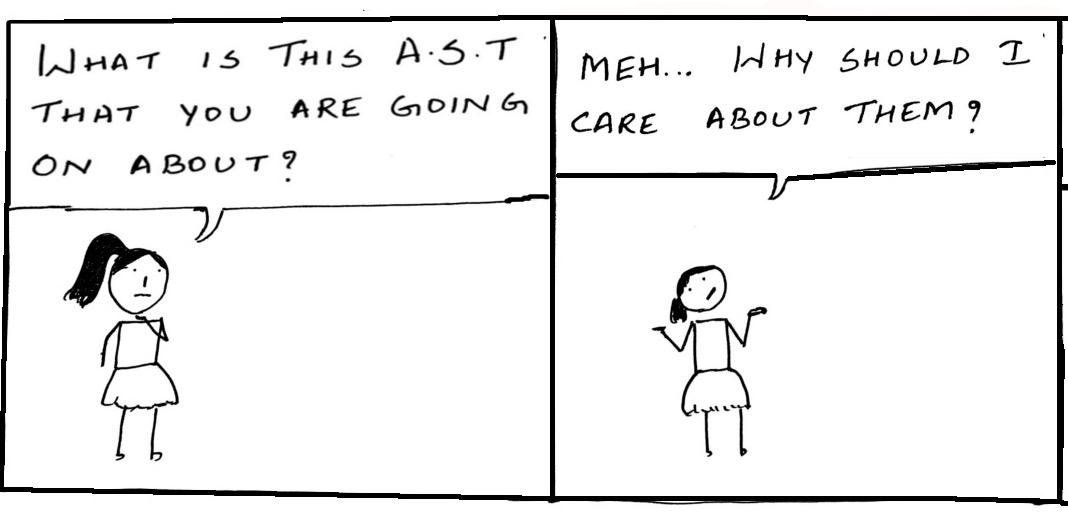 WHAT IS THIS A.S.T
THAT YOU ARE GOING
ON ABOUT?
MEH... WHY SHOULD I
CARE ABOUT THEM?